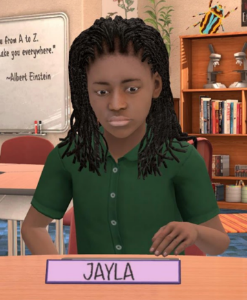 e from A to Z.
ake you everywhere."
~Albert Einstein
JAYLA